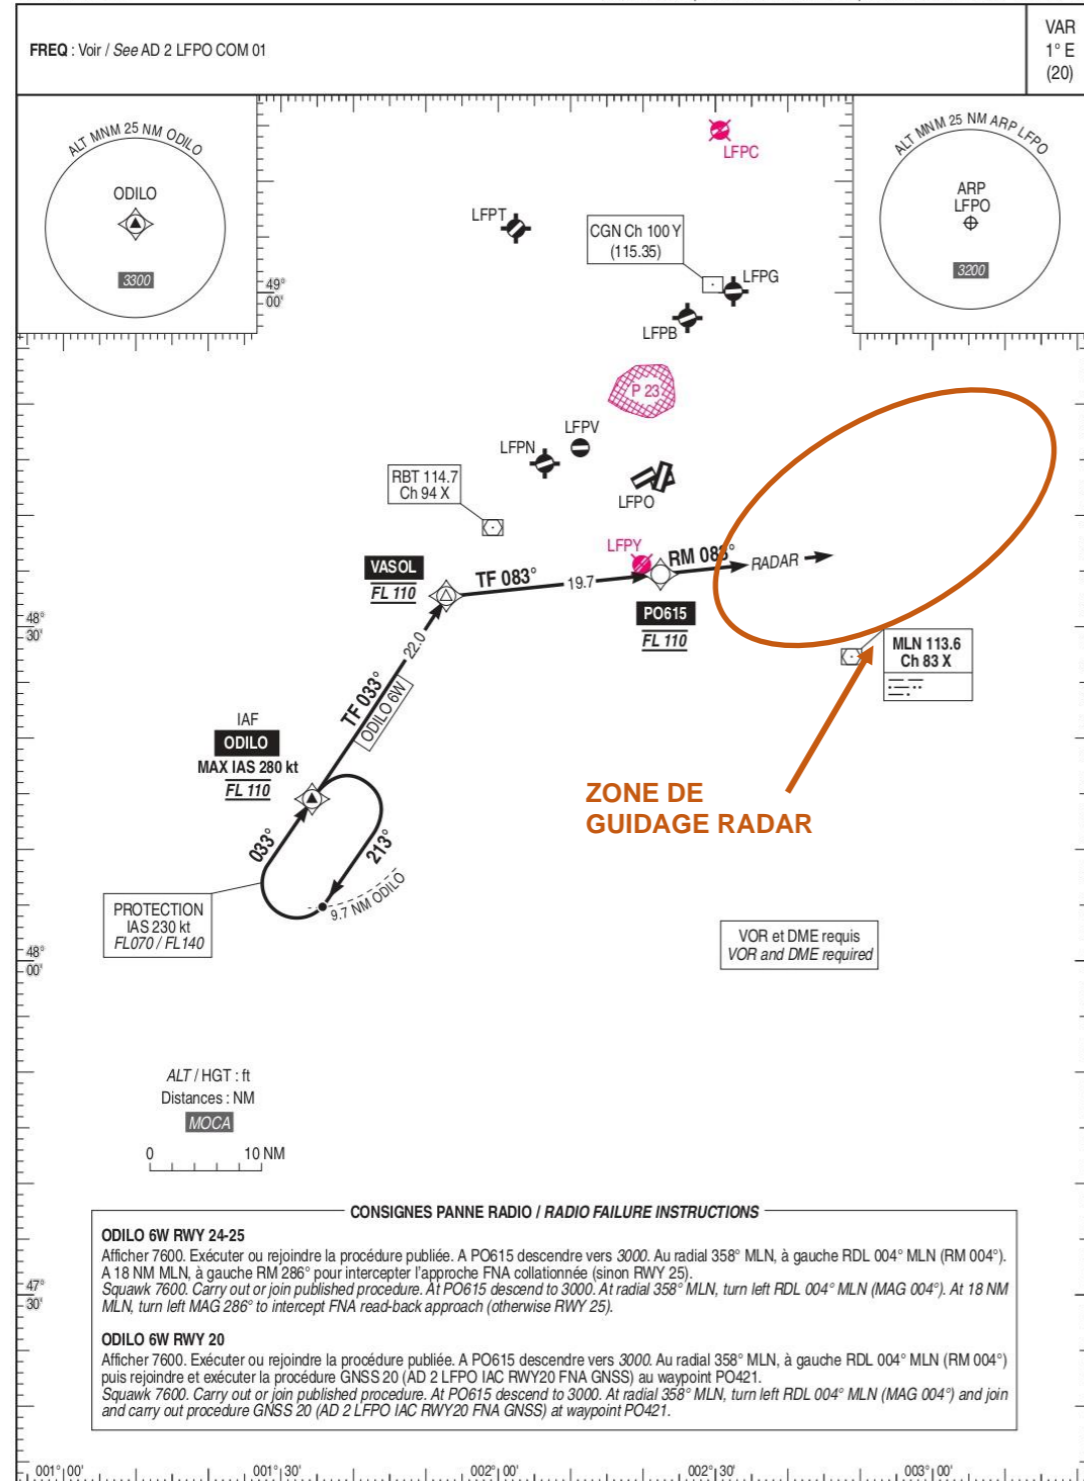 FREQ : Voir / See AD 2 LFPO COM 01
VAR
1° E
(20)
ALT MNM 25 NM ODILO
ODILO
3300
ALT MNM 25 NM ARP LFPO
ARP
LFPO
3200
LFPC
LFPT
CGN Ch 100 Y
(115.35)
LFPG
49°
00'
LFPB
P 23
LFPV
LFPN
RBT 114.7
Ch 94 X
LFPO
LFPY
RM 083°
RADAR
VASOL
FL 110
TF 083°
19.7
PO615
FL 110
48°
30'
MLN 113.6
Ch 83 X
22.0
TF 033°
ODILO 6W
IAF
ODILO
MAX IAS 280 kt
FL 110
ZONE DE
GUIDAGE RADAR
033°
213°
9.7 NM ODILO
PROTECTION
IAS 230 kt
FL070 / FL140
VOR et DME requis
VOR and DME required
48°
00'
ALT / HGT : ft
Distances : NM
MOCA
0 10 NM
CONSIGNES PANNE RADIO / RADIO FAILURE INSTRUCTIONS
ODILO 6W RWY 24-25
Afficher 7600. Exécuter ou rejoindre la procédure publiée. A PO615 descendre vers 3000. Au radial 358° MLN, à gauche RDL 004° MLN (RM 004°).
A 18 NM MLN, à gauche RM 286° pour intercepter l'approche FNA collationnée (sinon RWY 25).
Squawk 7600. Carry out or join published procedure. At PO615 descend to 3000. At radial 358° MLN, turn left RDL 004° MLN (MAG 004°). At 18 NM
MLN, turn left MAG 286° to intercept FNA read-back approach (otherwise RWY 25).
47°
30'
ODILO 6W RWY 20
Afficher 7600. Exécuter ou rejoindre la procédure publiée. A PO615 descendre vers 3000. Au radial 358° MLN, à gauche RDL 004° MLN (RM 004°)
puis rejoindre et exécuter la procédure GNSS 20 (AD 2 LFPO IAC RWY20 FNA GNSS) au waypoint PO421.
Squawk 7600. Carry out or join published procedure. At PO615 descend to 3000. At radial 358° MLN, turn left RDL 004° MLN (MAG 004°) and join
and carry out procedure GNSS 20 (AD 2 LFPO IAC RWY20 FNA GNSS) at waypoint PO421.
001°00' 001°30' 002°00' 002°30' 003°00'